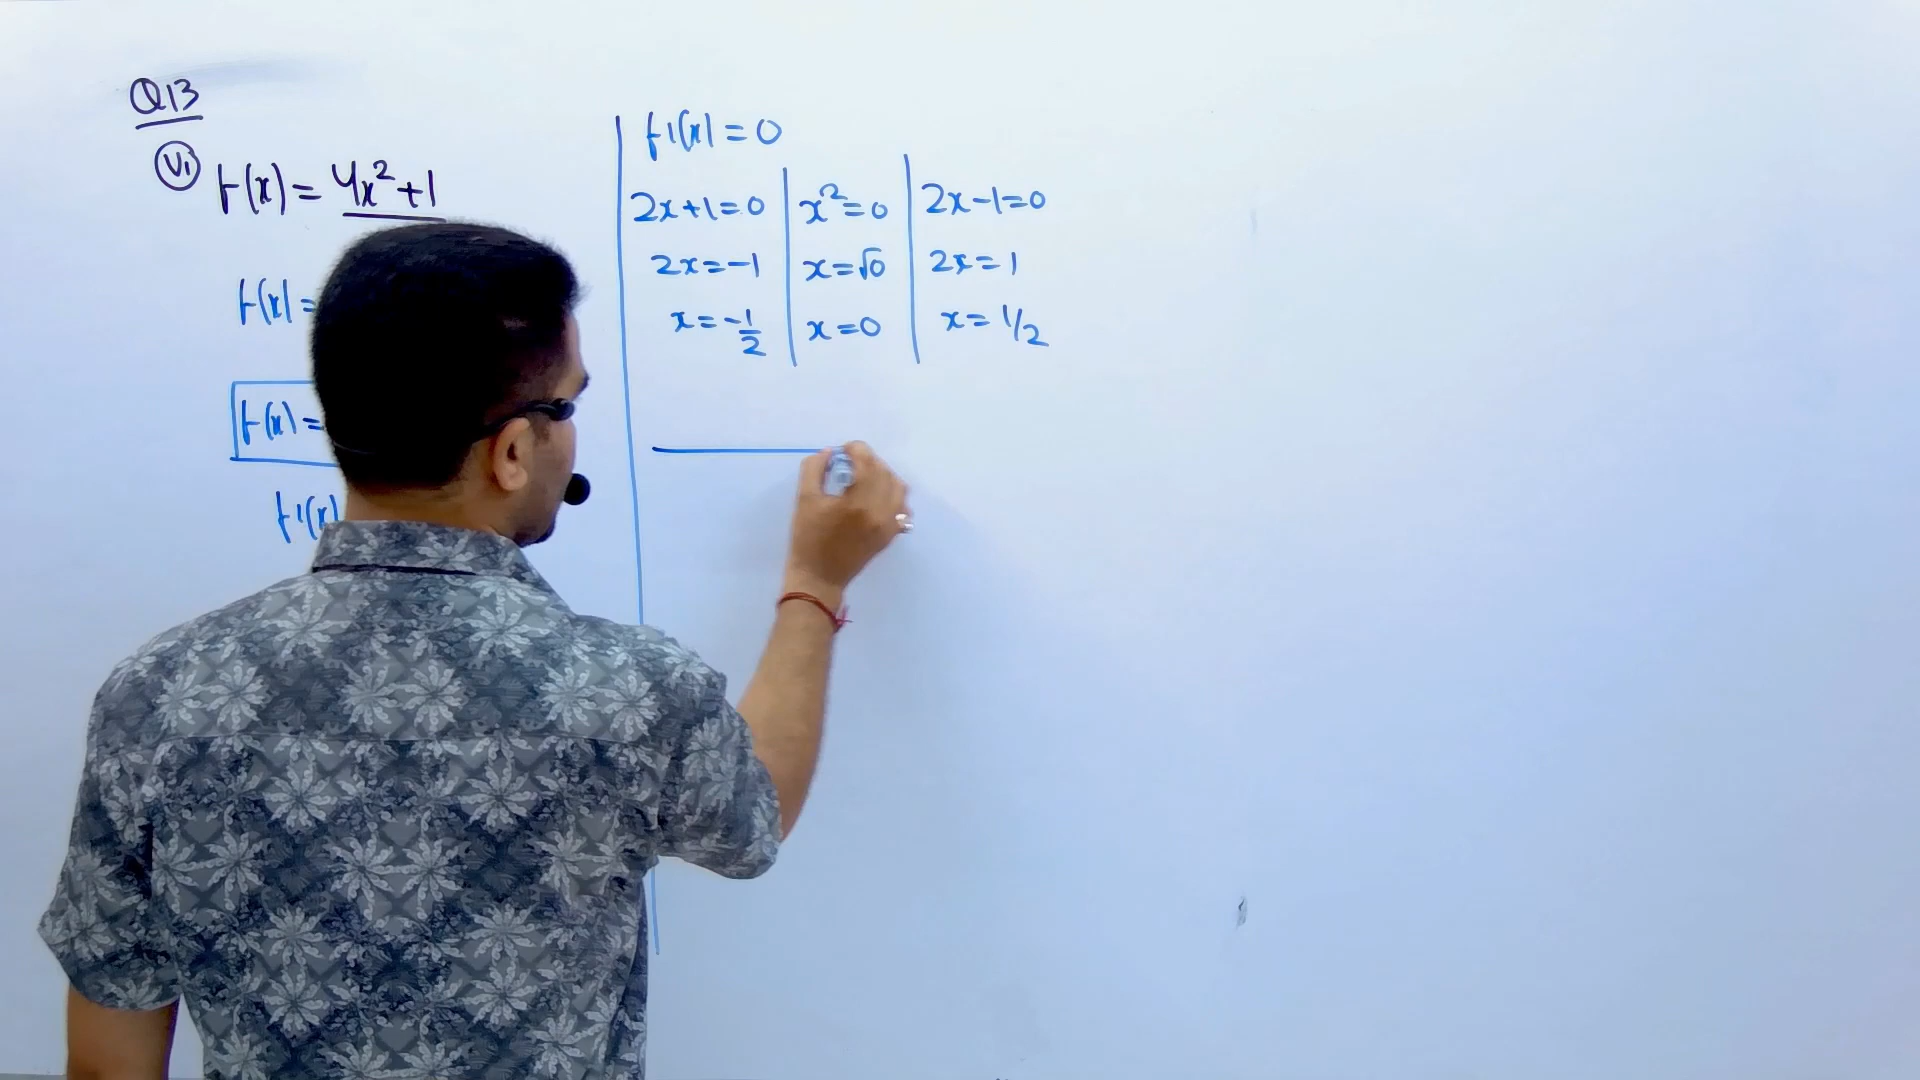 Q13
(vi) f(x) = 4x²+1
f(x) =
f(x) =
f'(x)
f'(x) = 0
2x+1=0 | x²=0 | 2x-1=0
2x=-1 | x=√0 | 2x=1
x=-1/2 | x=0 | x=1/2